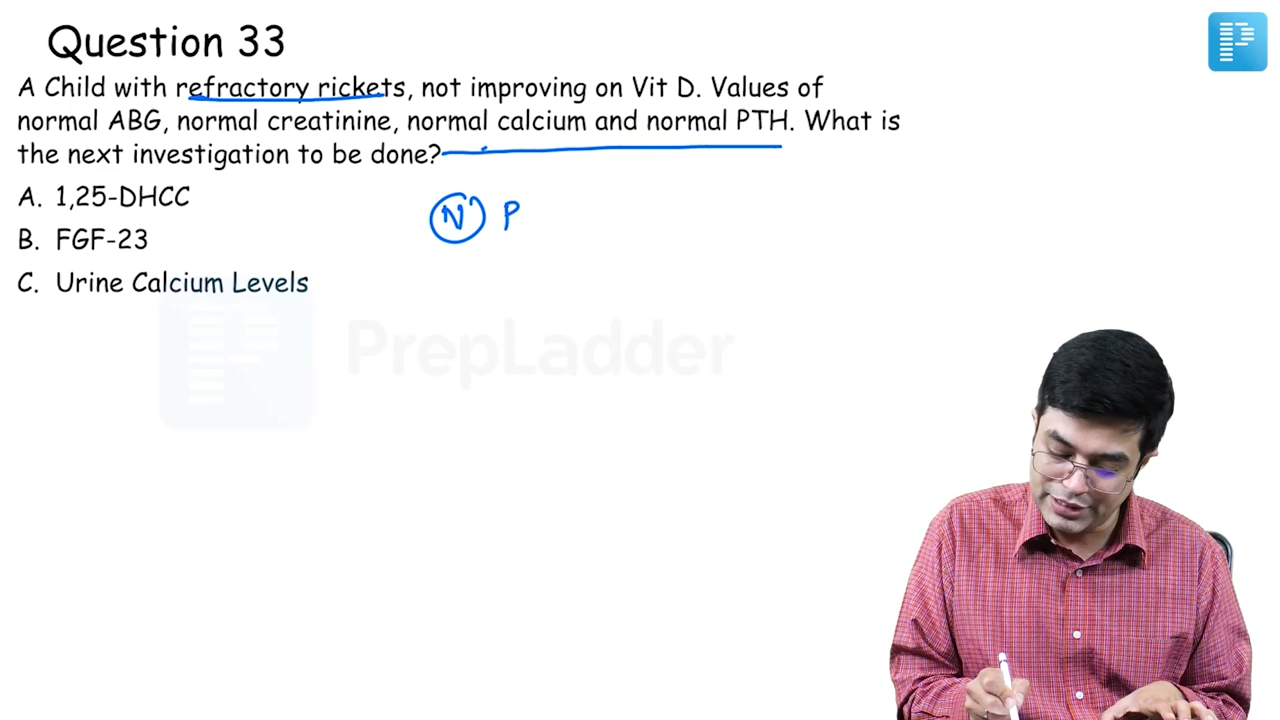 Question 33
A Child with refractory rickets, not improving on Vit D. Values of
normal ABG, normal creatinine, normal calcium and normal PTH. What is
the next investigation to be done?
A. 1,25-DHCC
B. FGF-23
C. Urine Calcium Levels
N P
PrepLadder